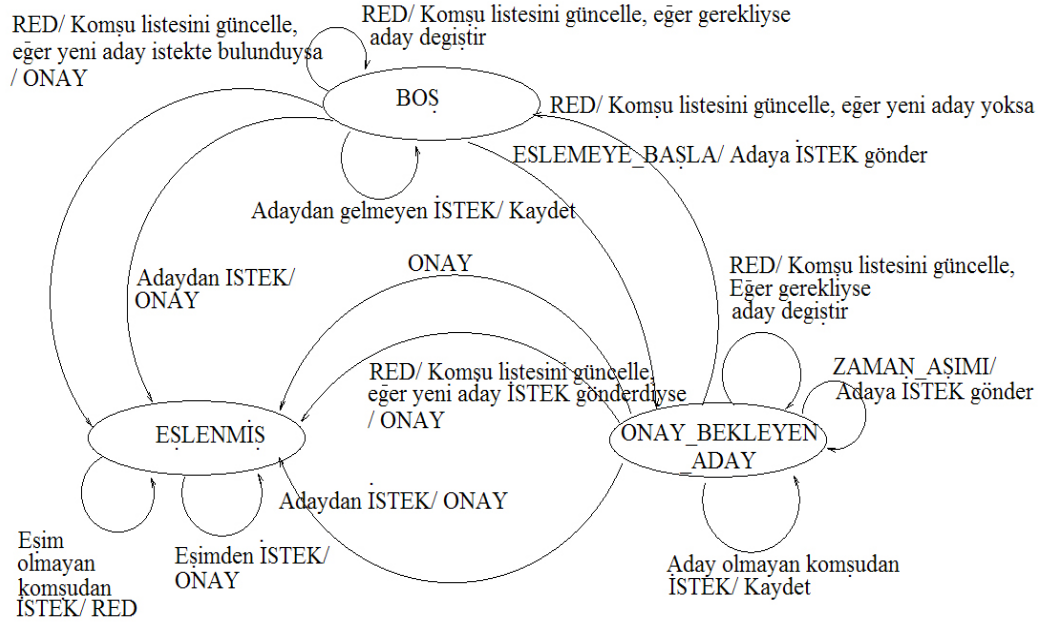 RED/ Komşu listesini güncelle,
eğer yeni aday istekte bulunduysa
/ ONAY
RED/ Komşu listesini güncelle, eğer gerekliyse
aday degiştir
BOŞ
RED/ Komşu listesini güncelle, eğer yeni aday yoksa
ESLEMEYE_BAŞLA/ Adaya İSTEK gönder
Adaydan gelmeyen İSTEK/ Kaydet
Adaydan ISTEK/
ONAY
ONAY
RED/ Komşu listesini güncelle,
Eğer gerekliyse
aday degiştir
RED/ Komşu listesini güncelle,
eğer yeni aday İSTEK gönderdiyse
/ ONAY
ZAMAN_AŞIMI/
Adaya İSTEK gönder
EŞLENMİŞ
ONAY_BEKLEYEN
_ADAY
Adaydan İSTEK/ ONAY
Eşim
olmayan
komşudan
İSTEK/ RED
Eşimden İSTEK/
ONAY
Aday olmayan komşudan
İSTEK/ Kaydet